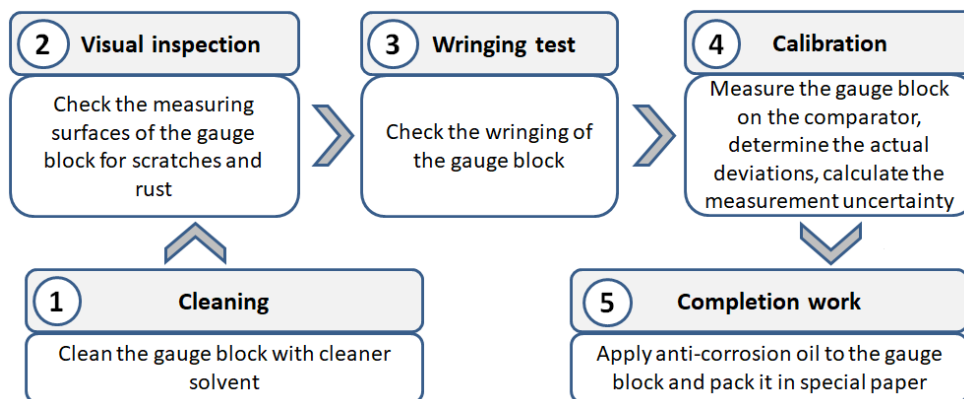 2 Visual inspection
Check the measuring
surfaces of the gauge
block for scratches and
rust
3 Wringing test
Check the wringing of
the gauge block
4 Calibration
Measure the gauge block
on the comparator,
determine the actual
deviations, calculate the
measurement uncertainty
1 Cleaning
Clean the gauge block with cleaner
solvent
5 Completion work
Apply anti-corrosion oil to the gauge
block and pack it in special paper